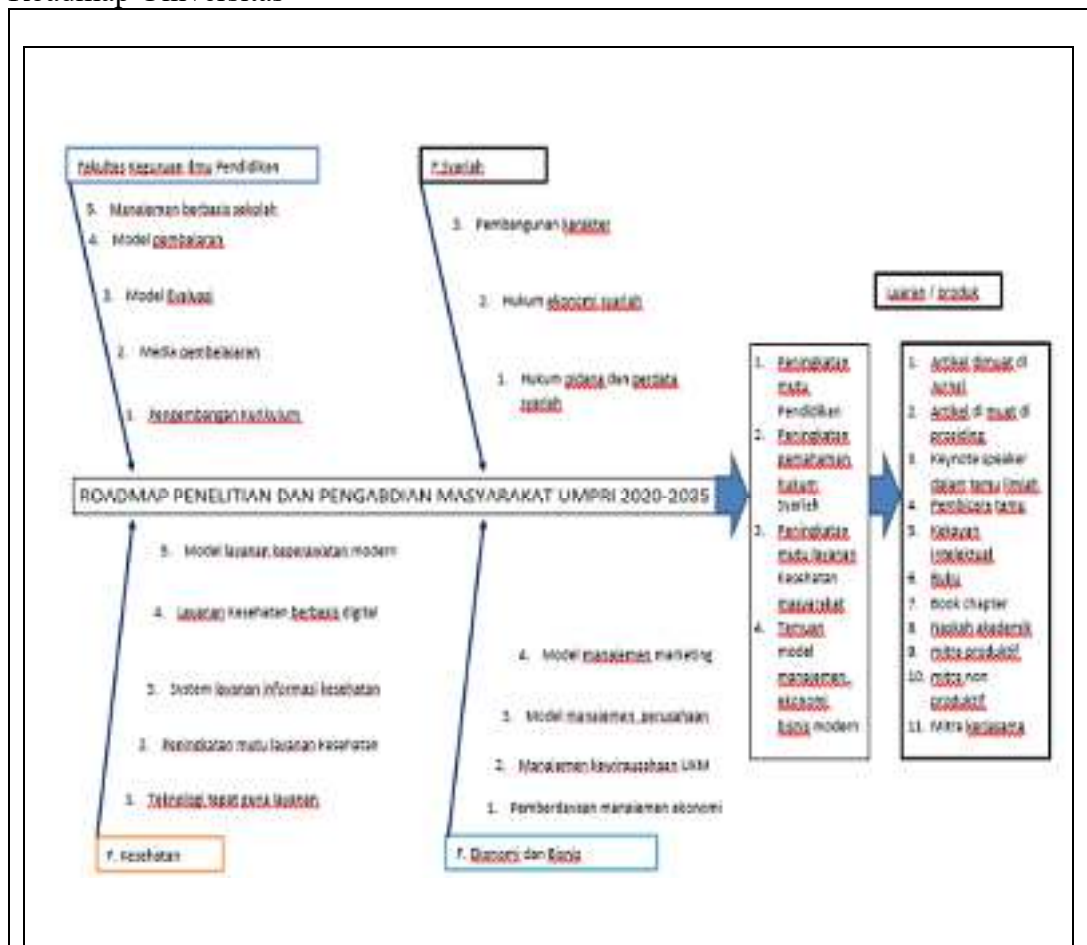 Roadmap Universitas
Fakultas Keguruan Ilmu Pendidikan
5. Manajemen berbasis sekolah
4. Model pembelaran
3. Model Evaluasi
2. Media pembelajaran
1. Pengembangan Kurikulum
F.Syariah
3. Pembangunan karakter
2. Hukum ekonomi syariah
1. Hukum pidana dan perdata
syariah
ROADMAP PENELITIAN DAN PENGABDIAN MASYARAKAT UMPRI 2020-2035
5. Model layanan keperawatan modern
4. Layanan Kesehatan berbasis digital
3. Sistem layanan informasi kesehatan
2. Peningkatan mutu layanan Kesehatan
1. Teknologi tepat guna layanan
F. Kesehatan
4. Model manajemen marketing
3. Model manajemen perusahaan
2. Manajemen kewirausahaan UKM
1. Pemberdayaan manajemen ekonomi
F. Ekonomi dan Bisnis
1. Peningkatan
mutu
Pendidikan
2. Peningkatan
pemahaman
hukum
Syariah
3. Peningkatan
mutu layanan
Kesehatan
masyarakat
4. Temuan
model
manajemen
ekonomi
bisnis modern
Luaran / produk
1. Artikel dimuat di
jurnal
2. Artikel di muat di
prosiding
3. Keynote speaker
dalam temu ilmiah
4. Pembicara tamu
5. Kekayan
Intelektual
6. Buku
7. Book chapter
8. Naskah akademik
9. mitra produktif
10. mitra non
produktif
11. Mitra kerjasama